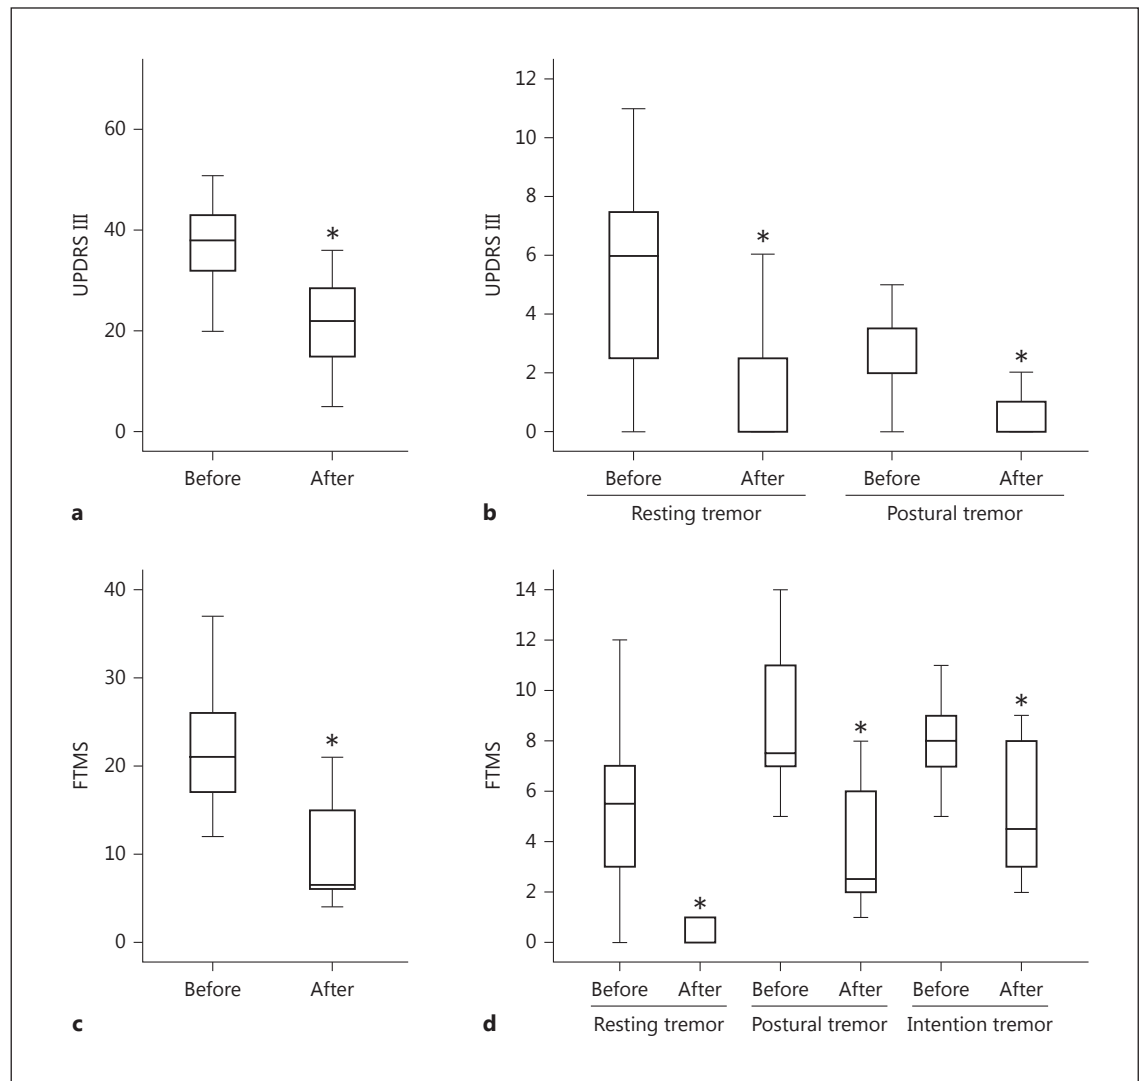 60
40
20
0
UPDRS III
*
Before
After
a
12
10
8
6
4
2
0
UPDRS III
*
*
Before
After
Before
After
Resting tremor
Postural tremor
b
40
30
20
10
0
FTMS
*
Before
After
c
14
12
10
8
6
4
2
0
FTMS
*
*
*
Before
After
Before
After
Before
After
Resting tremor
Postural tremor
Intention tremor
d